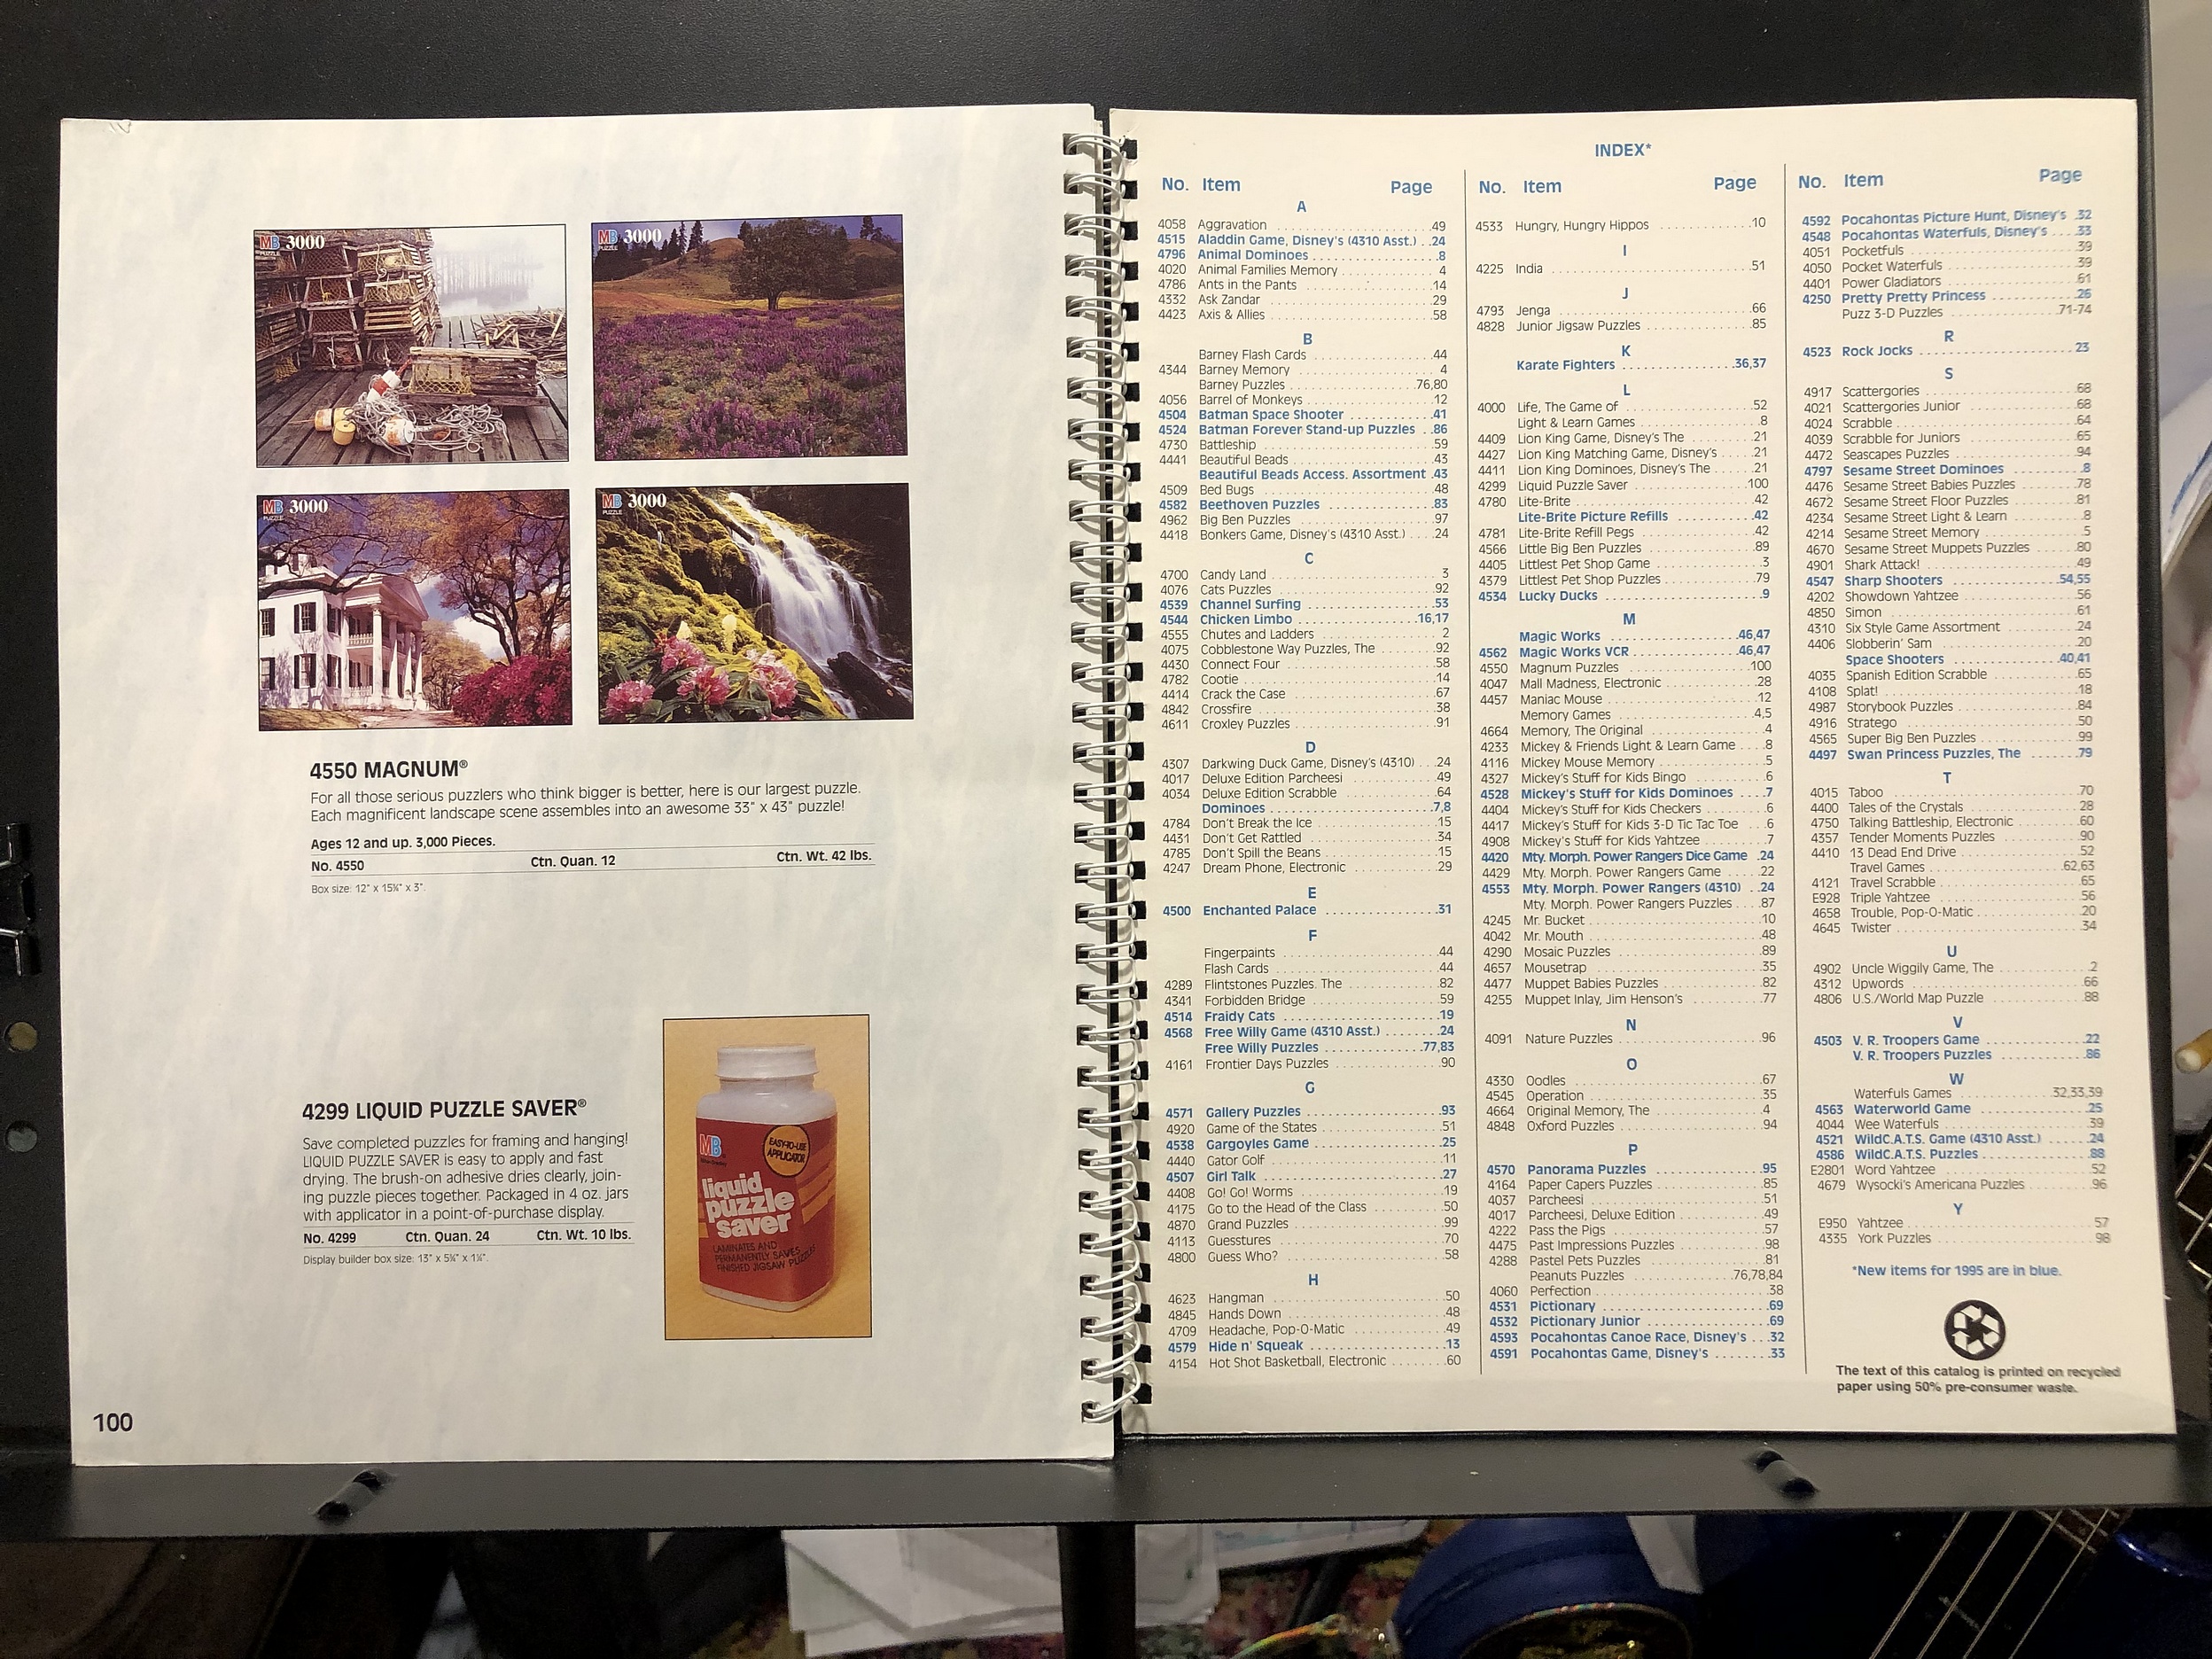 MB 3000
PUZZLE
MB 3000
PUZZLE
MB 3000
PUZZLE
MB 3000
PUZZLE
4550 MAGNUM®
For all those serious puzzlers who think bigger is better, here is our largest puzzle.
Each magnificent landscape scene assembles into an awesome 33" x 43" puzzle!
Ages 12 and up. 3,000 Pieces.
No. 4550 Ctn. Quan. 12 Ctn. Wt. 42 lbs.
Box size: 12" x 15¾" x 3".
4299 LIQUID PUZZLE SAVER®
Save completed puzzles for framing and hanging!
LIQUID PUZZLE SAVER is easy to apply and fast
drying. The brush-on adhesive dries clearly, join-
ing puzzle pieces together. Packaged in 4 oz. jars
with applicator in a point-of-purchase display.
No. 4299 Ctn. Quan. 24 Ctn. Wt. 10 lbs.
Display builder box size: 13" x 5¼" x 1¼".
MB
EASY-TO-USE
APPLICATOR
liquid
puzzle
saver
LAMINATES AND
PERMANENTLY SAVES
FINISHED JIGSAW PUZZLES
100
INDEX*
No. Item Page
A
4058 Aggravation 49
4515 Aladdin Game, Disney's (4310 Asst.) 24
4796 Animal Dominoes 8
4020 Animal Families Memory 4
4786 Ants in the Pants 14
4332 Ask Zandar 29
4423 Axis & Allies 58
B
Barney Flash Cards 44
4344 Barney Memory 4
Barney Puzzles 76,80
4056 Barrel of Monkeys 12
4504 Batman Space Shooter 41
4524 Batman Forever Stand-up Puzzles 86
4730 Battleship 59
4441 Beautiful Beads 43
Beautiful Beads Access. Assortment 43
4509 Bed Bugs 48
4582 Beethoven Puzzles 83
4962 Big Ben Puzzles 97
4418 Bonkers Game, Disney's (4310 Asst.) 24
C
4700 Candy Land 3
4076 Cats Puzzles 92
4539 Channel Surfing 53
4544 Chicken Limbo 16,17
4555 Chutes and Ladders 2
4075 Cobblestone Way Puzzles, The 92
4430 Connect Four 58
4782 Cootie 14
4414 Crack the Case 67
4842 Crossfire 38
4611 Croxley Puzzles 91
D
4307 Darkwing Duck Game, Disney's (4310) 24
4017 Deluxe Edition Parcheesi 49
4034 Deluxe Edition Scrabble 64
Dominoes 7,8
4784 Don't Break the Ice 15
4431 Don't Get Rattled 34
4785 Don't Spill the Beans 15
4247 Dream Phone, Electronic 29
E
4500 Enchanted Palace 31
F
Fingerpaints 44
Flash Cards 44
4289 Flintstones Puzzles. The 82
4341 Forbidden Bridge 59
4514 Fraidy Cats 19
4568 Free Willy Game (4310 Asst.) 24
Free Willy Puzzles 77,83
4161 Frontier Days Puzzles 90
G
4571 Gallery Puzzles 93
4920 Game of the States 51
4538 Gargoyles Game 25
4440 Gator Golf 11
4507 Girl Talk 27
4408 Go! Go! Worms 19
4175 Go to the Head of the Class 50
4870 Grand Puzzles 99
4113 Guesstures 70
4800 Guess Who? 58
H
4623 Hangman 50
4845 Hands Down 48
4709 Headache, Pop-O-Matic 49
4579 Hide n' Squeak 13
4154 Hot Shot Basketball, Electronic 60
No. Item Page
4533 Hungry, Hungry Hippos 10
I
4225 India 51
J
4793 Jenga 66
4828 Junior Jigsaw Puzzles 85
K
Karate Fighters 36,37
L
4000 Life, The Game of 52
Light & Learn Games 8
4409 Lion King Game, Disney's The 21
4427 Lion King Matching Game, Disney's 21
4411 Lion King Dominoes, Disney's The 21
4299 Liquid Puzzle Saver 100
4780 Lite-Brite 42
Lite-Brite Picture Refills 42
4781 Lite-Brite Refill Pegs 42
4566 Little Big Ben Puzzles 89
4405 Littlest Pet Shop Game 3
4379 Littlest Pet Shop Puzzles 79
4534 Lucky Ducks 9
M
Magic Works 46,47
4562 Magic Works VCR 46,47
4550 Magnum Puzzles 100
4047 Mall Madness, Electronic 28
4457 Maniac Mouse 12
Memory Games 4,5
4664 Memory, The Original 4
4233 Mickey & Friends Light & Learn Game 8
4116 Mickey Mouse Memory 5
4327 Mickey's Stuff for Kids Bingo 6
4528 Mickey's Stuff for Kids Dominoes 7
4404 Mickey's Stuff for Kids Checkers 6
4417 Mickey's Stuff for Kids 3-D Tic Tac Toe 6
4908 Mickey's Stuff for Kids Yahtzee 7
4420 Mty. Morph. Power Rangers Dice Game 24
4429 Mty. Morph. Power Rangers Game 22
4553 Mty. Morph. Power Rangers (4310) 24
Mty. Morph. Power Rangers Puzzles 87
4245 Mr. Bucket 10
4042 Mr. Mouth 48
4290 Mosaic Puzzles 89
4657 Mousetrap 35
4477 Muppet Babies Puzzles 82
4255 Muppet Inlay, Jim Henson's 77
N
4091 Nature Puzzles 96
O
4330 Oodles 67
4545 Operation 35
4664 Original Memory, The 4
4848 Oxford Puzzles 94
P
4570 Panorama Puzzles 95
4164 Paper Capers Puzzles 85
4037 Parcheesi 51
4017 Parcheesi, Deluxe Edition 49
4222 Pass the Pigs 57
4475 Past Impressions Puzzles 98
4288 Pastel Pets Puzzles 81
Peanuts Puzzles 76,78,84
4060 Perfection 38
4531 Pictionary 69
4532 Pictionary Junior 69
4593 Pocahontas Canoe Race, Disney's 32
4591 Pocahontas Game, Disney's 33
No. Item Page
4592 Pocahontas Picture Hunt, Disney's 32
4548 Pocahontas Waterfuls, Disney's 33
4051 Pocketfuls 39
4050 Pocket Waterfuls 39
4401 Power Gladiators 61
4250 Pretty Pretty Princess 26
Puzz 3-D Puzzles 71-74
R
4523 Rock Jocks 23
S
4917 Scattergories 68
4021 Scattergories Junior 68
4024 Scrabble 64
4039 Scrabble for Juniors 65
4472 Seascapes Puzzles 94
4797 Sesame Street Dominoes 8
4476 Sesame Street Babies Puzzles 78
4672 Sesame Street Floor Puzzles 81
4234 Sesame Street Light & Learn 8
4214 Sesame Street Memory 5
4670 Sesame Street Muppets Puzzles 80
4901 Shark Attack! 49
4547 Sharp Shooters 54,55
4202 Showdown Yahtzee 56
4850 Simon 61
4310 Six Style Game Assortment 24
4406 Slobberin' Sam 20
Space Shooters 40,41
4035 Spanish Edition Scrabble 65
4108 Splat! 18
4987 Storybook Puzzles 84
4916 Stratego 50
4565 Super Big Ben Puzzles 99
4497 Swan Princess Puzzles, The 79
T
4015 Taboo 70
4400 Tales of the Crystals 28
4750 Talking Battleship, Electronic 60
4357 Tender Moments Puzzles 90
4410 13 Dead End Drive 52
Travel Games 62,63
4121 Travel Scrabble 65
E928 Triple Yahtzee 56
4658 Trouble, Pop-O-Matic 20
4645 Twister 34
U
4902 Uncle Wiggily Game, The 2
4312 Upwords 66
4806 U.S./World Map Puzzle 88
V
4503 V. R. Troopers Game 22
V. R. Troopers Puzzles 86
W
Waterfuls Games 32,33,39
4563 Waterworld Game 25
4044 Wee Waterfuls 39
4521 WildC.A.T.S. Game (4310 Asst.) 24
4586 WildC.A.T.S. Puzzles 88
E2801 Word Yahtzee 52
4679 Wysocki's Americana Puzzles 96
Y
E950 Yahtzee 57
4335 York Puzzles 98
*New items for 1995 are in blue.
The text of this catalog is printed on recycled
paper using 50% pre-consumer waste.